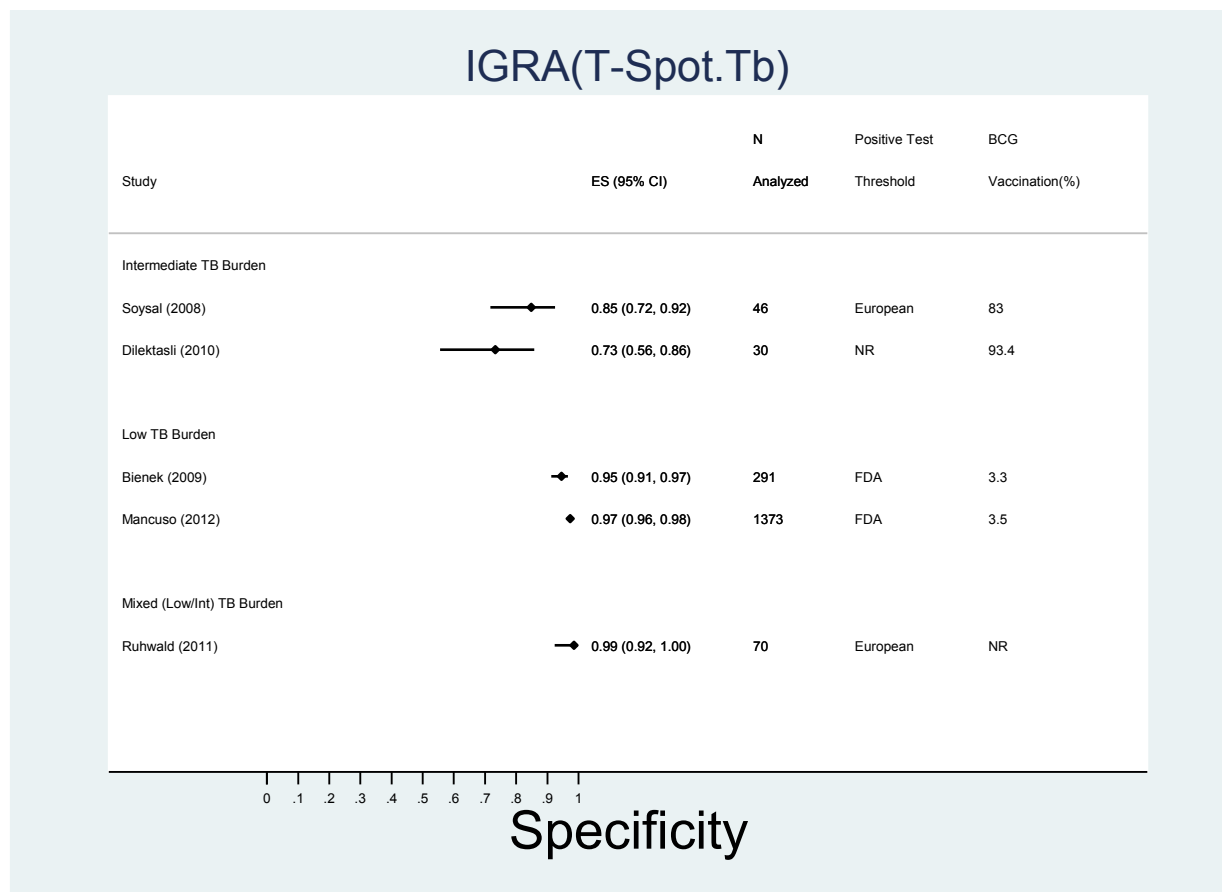 IGRA(T-Spot.Tb)
N Positive Test BCG
Study ES (95% CI) Analyzed Threshold Vaccination(%)
Intermediate TB Burden
Soysal (2008) 0.85 (0.72, 0.92) 46 European 83
Dilektasli (2010) 0.73 (0.56, 0.86) 30 NR 93.4
Low TB Burden
Bienek (2009) 0.95 (0.91, 0.97) 291 FDA 3.3
Mancuso (2012) 0.97 (0.96, 0.98) 1373 FDA 3.5
Mixed (Low/Int) TB Burden
Ruhwald (2011) 0.99 (0.92, 1.00) 70 European NR
0 .1 .2 .3 .4 .5 .6 .7 .8 .9 1
Specificity